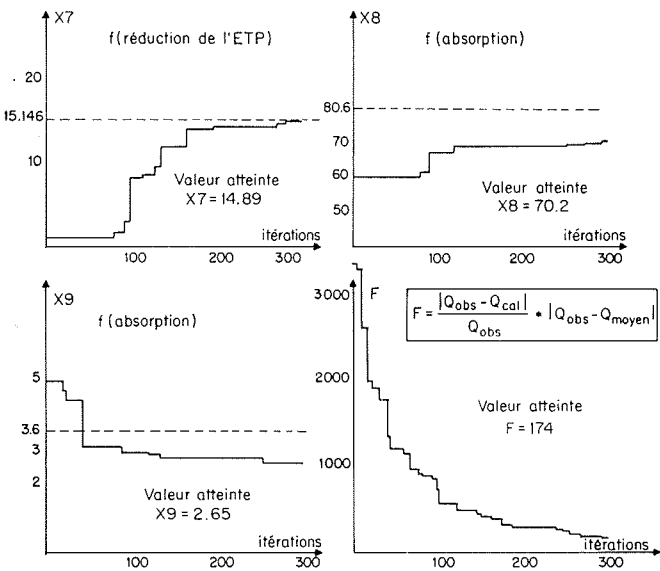 X7
f(réduction de l'ETP)
20
15.146
10
Valeur atteinte
X7 = 14.89
itérations
100 200 300
X8
f(absorption)
80.6
70
60
50
Valeur atteinte
X8 = 70.2
itérations
100 200 300
X9
f(absorption)
5
3.6
3
2
Valeur atteinte
X9 = 2.65
itérations
100 200 300
F
3000
F = |Qobs - Qcal| / Qobs * |Qobs - Qmoyen|
2000
Valeur atteinte
F = 174
1000
itérations
100 200 300